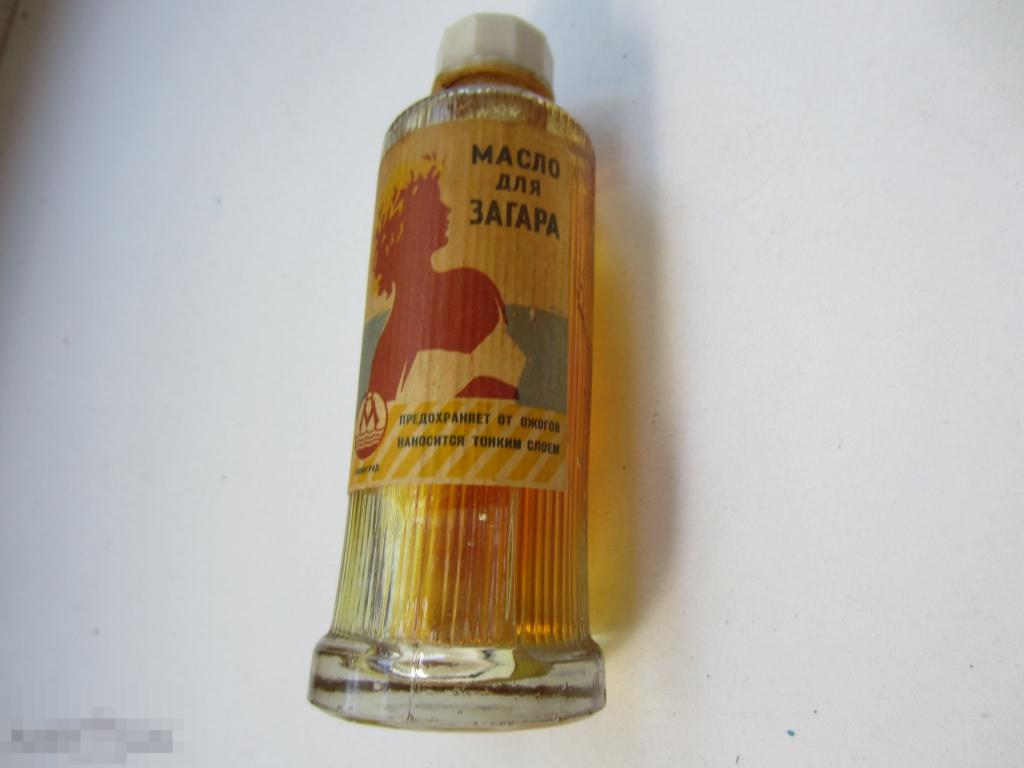 МАСЛО
ДЛЯ
ЗАГАРА
ПРЕДОХРАНЯЕТ ОТ ОЖОГОВ
НАНОСИТСЯ ТОНКИМ СЛОЕМ